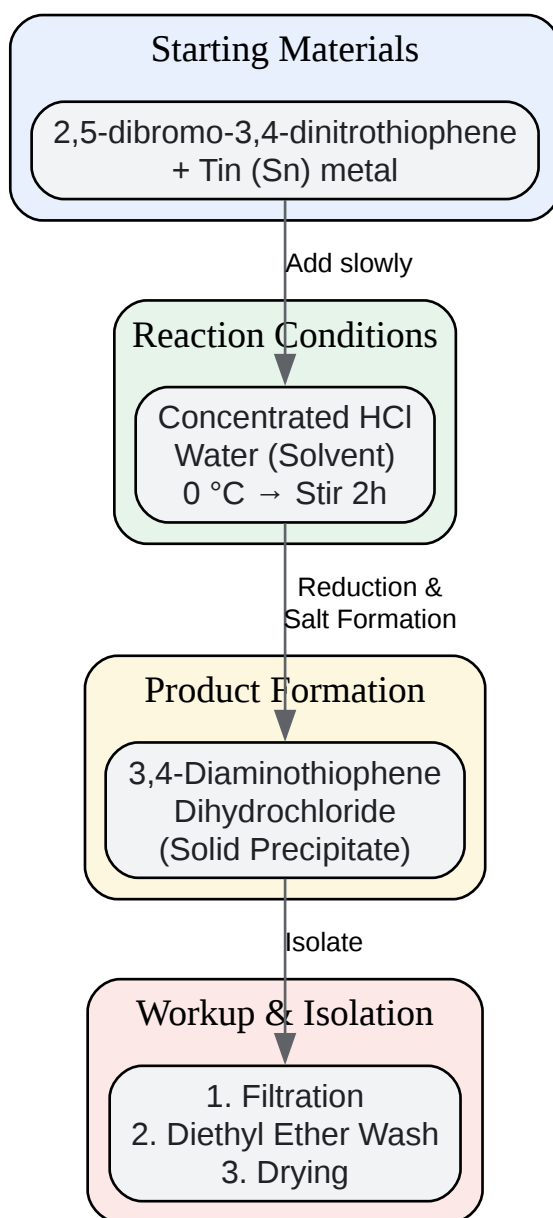 Starting Materials
2,5-dibromo-3,4-dinitrothiophene
+ Tin (Sn) metal
Add slowly
Reaction Conditions
Concentrated HCl
Water (Solvent)
0 °C → Stir 2h
Reduction &
Salt Formation
Product Formation
3,4-Diaminothiophene
Dihydrochloride
(Solid Precipitate)
Isolate
Workup & Isolation
1. Filtration
2. Diethyl Ether Wash
3. Drying